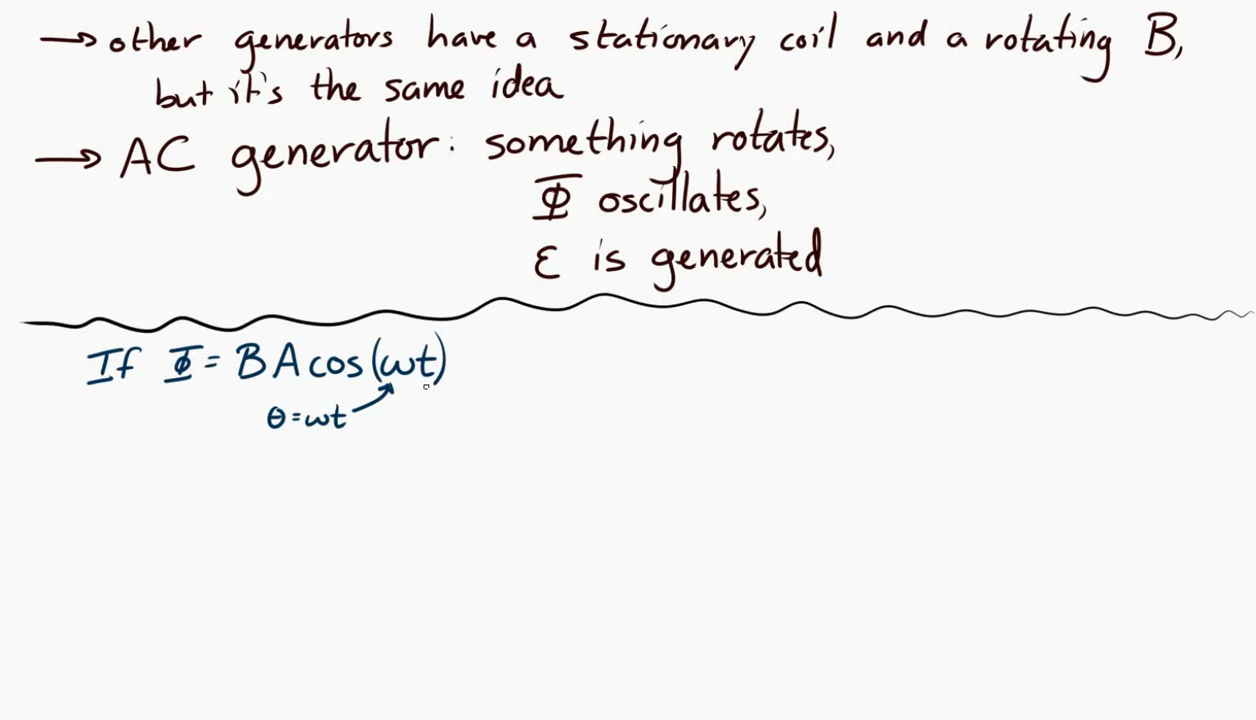 → other generators have a stationary coil and a rotating B,
but it's the same idea
→ AC generator: something rotates,
Φ oscillates,
ε is generated
If Φ = BA cos(ωt)
θ=ωt